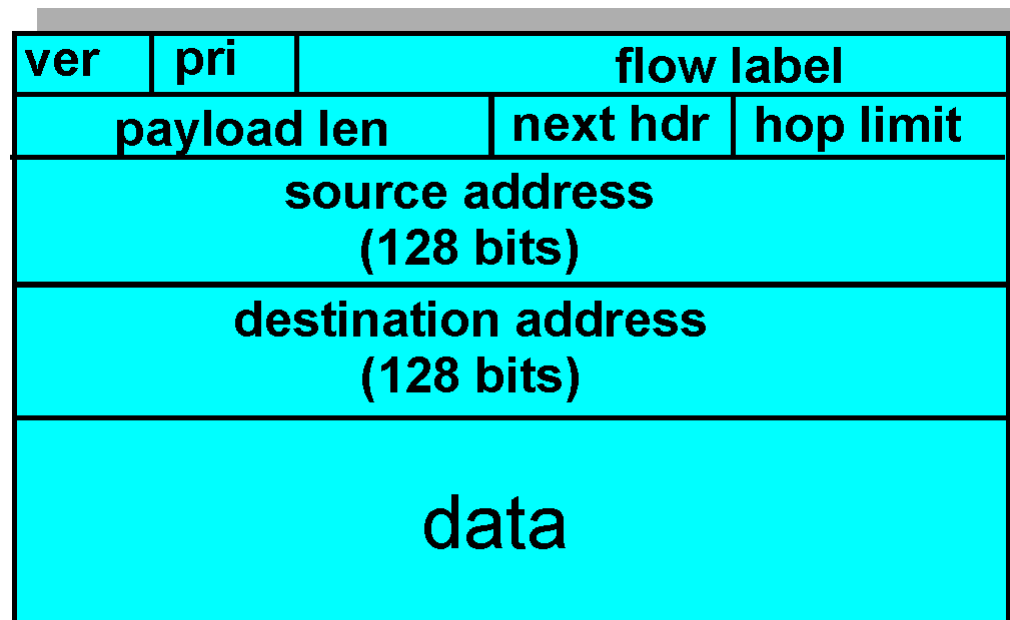 ver pri flow label
payload len next hdr hop limit
source address
(128 bits)
destination address
(128 bits)
data